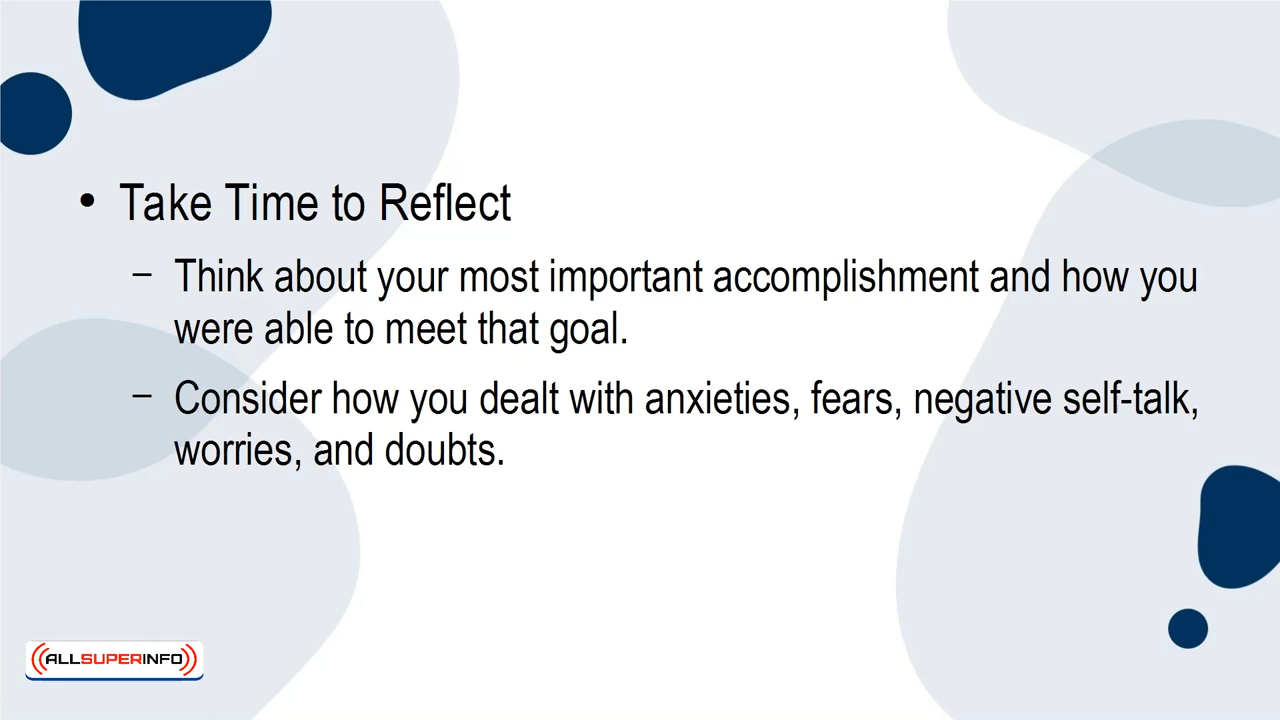 • Take Time to Reflect
– Think about your most important accomplishment and how you
were able to meet that goal.
– Consider how you dealt with anxieties, fears, negative self-talk,
worries, and doubts.
ALLSUPERINFO